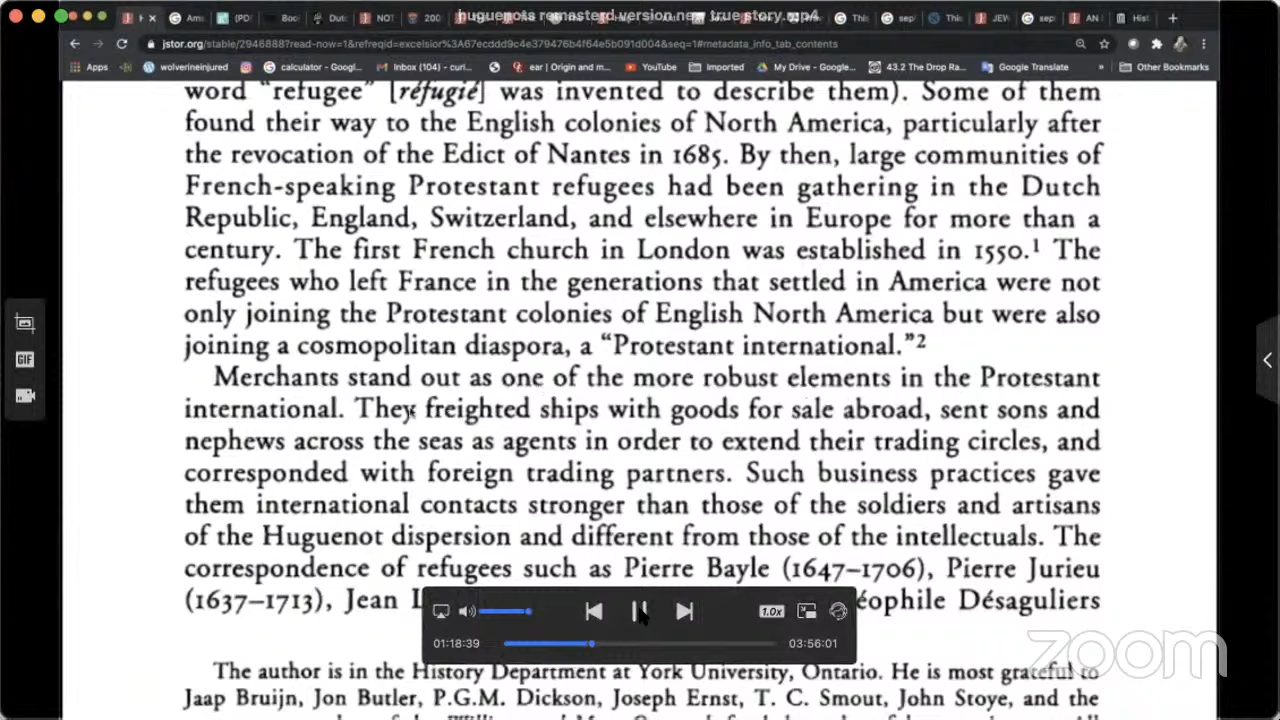 huguenots remasterd version new true story.mp4
jstor.org/stable/2946888?read-now=1&refreqid=excelsior%3A67ecddd9c4e379476b4f64e5b091d004&seq=1#metadata_info_tab_contents
Apps wolverineinjured calculator - Googl... Inbox (104) - curi... ear | Origin and m... YouTube Imported My Drive - Google... 43.2 The Drop Ra... Google Translate » Other Bookmarks
word "refugee" [réfugié] was invented to describe them). Some of them
found their way to the English colonies of North America, particularly after
the revocation of the Edict of Nantes in 1685. By then, large communities of
French-speaking Protestant refugees had been gathering in the Dutch
Republic, England, Switzerland, and elsewhere in Europe for more than a
century. The first French church in London was established in 1550.¹ The
refugees who left France in the generations that settled in America were not
only joining the Protestant colonies of English North America but were also
joining a cosmopolitan diaspora, a "Protestant international."²
Merchants stand out as one of the more robust elements in the Protestant
international. They freighted ships with goods for sale abroad, sent sons and
nephews across the seas as agents in order to extend their trading circles, and
corresponded with foreign trading partners. Such business practices gave
them international contacts stronger than those of the soldiers and artisans
of the Huguenot dispersion and different from those of the intellectuals. The
correspondence of refugees such as Pierre Bayle (1647–1706), Pierre Jurieu
(1637–1713), Jean L éophile Désaguliers
GIF
1.0x
01:18:39 03:56:01
zoom
The author is in the History Department at York University, Ontario. He is most grateful to
Jaap Bruijn, Jon Butler, P.G.M. Dickson, Joseph Ernst, T. C. Smout, John Stoye, and the